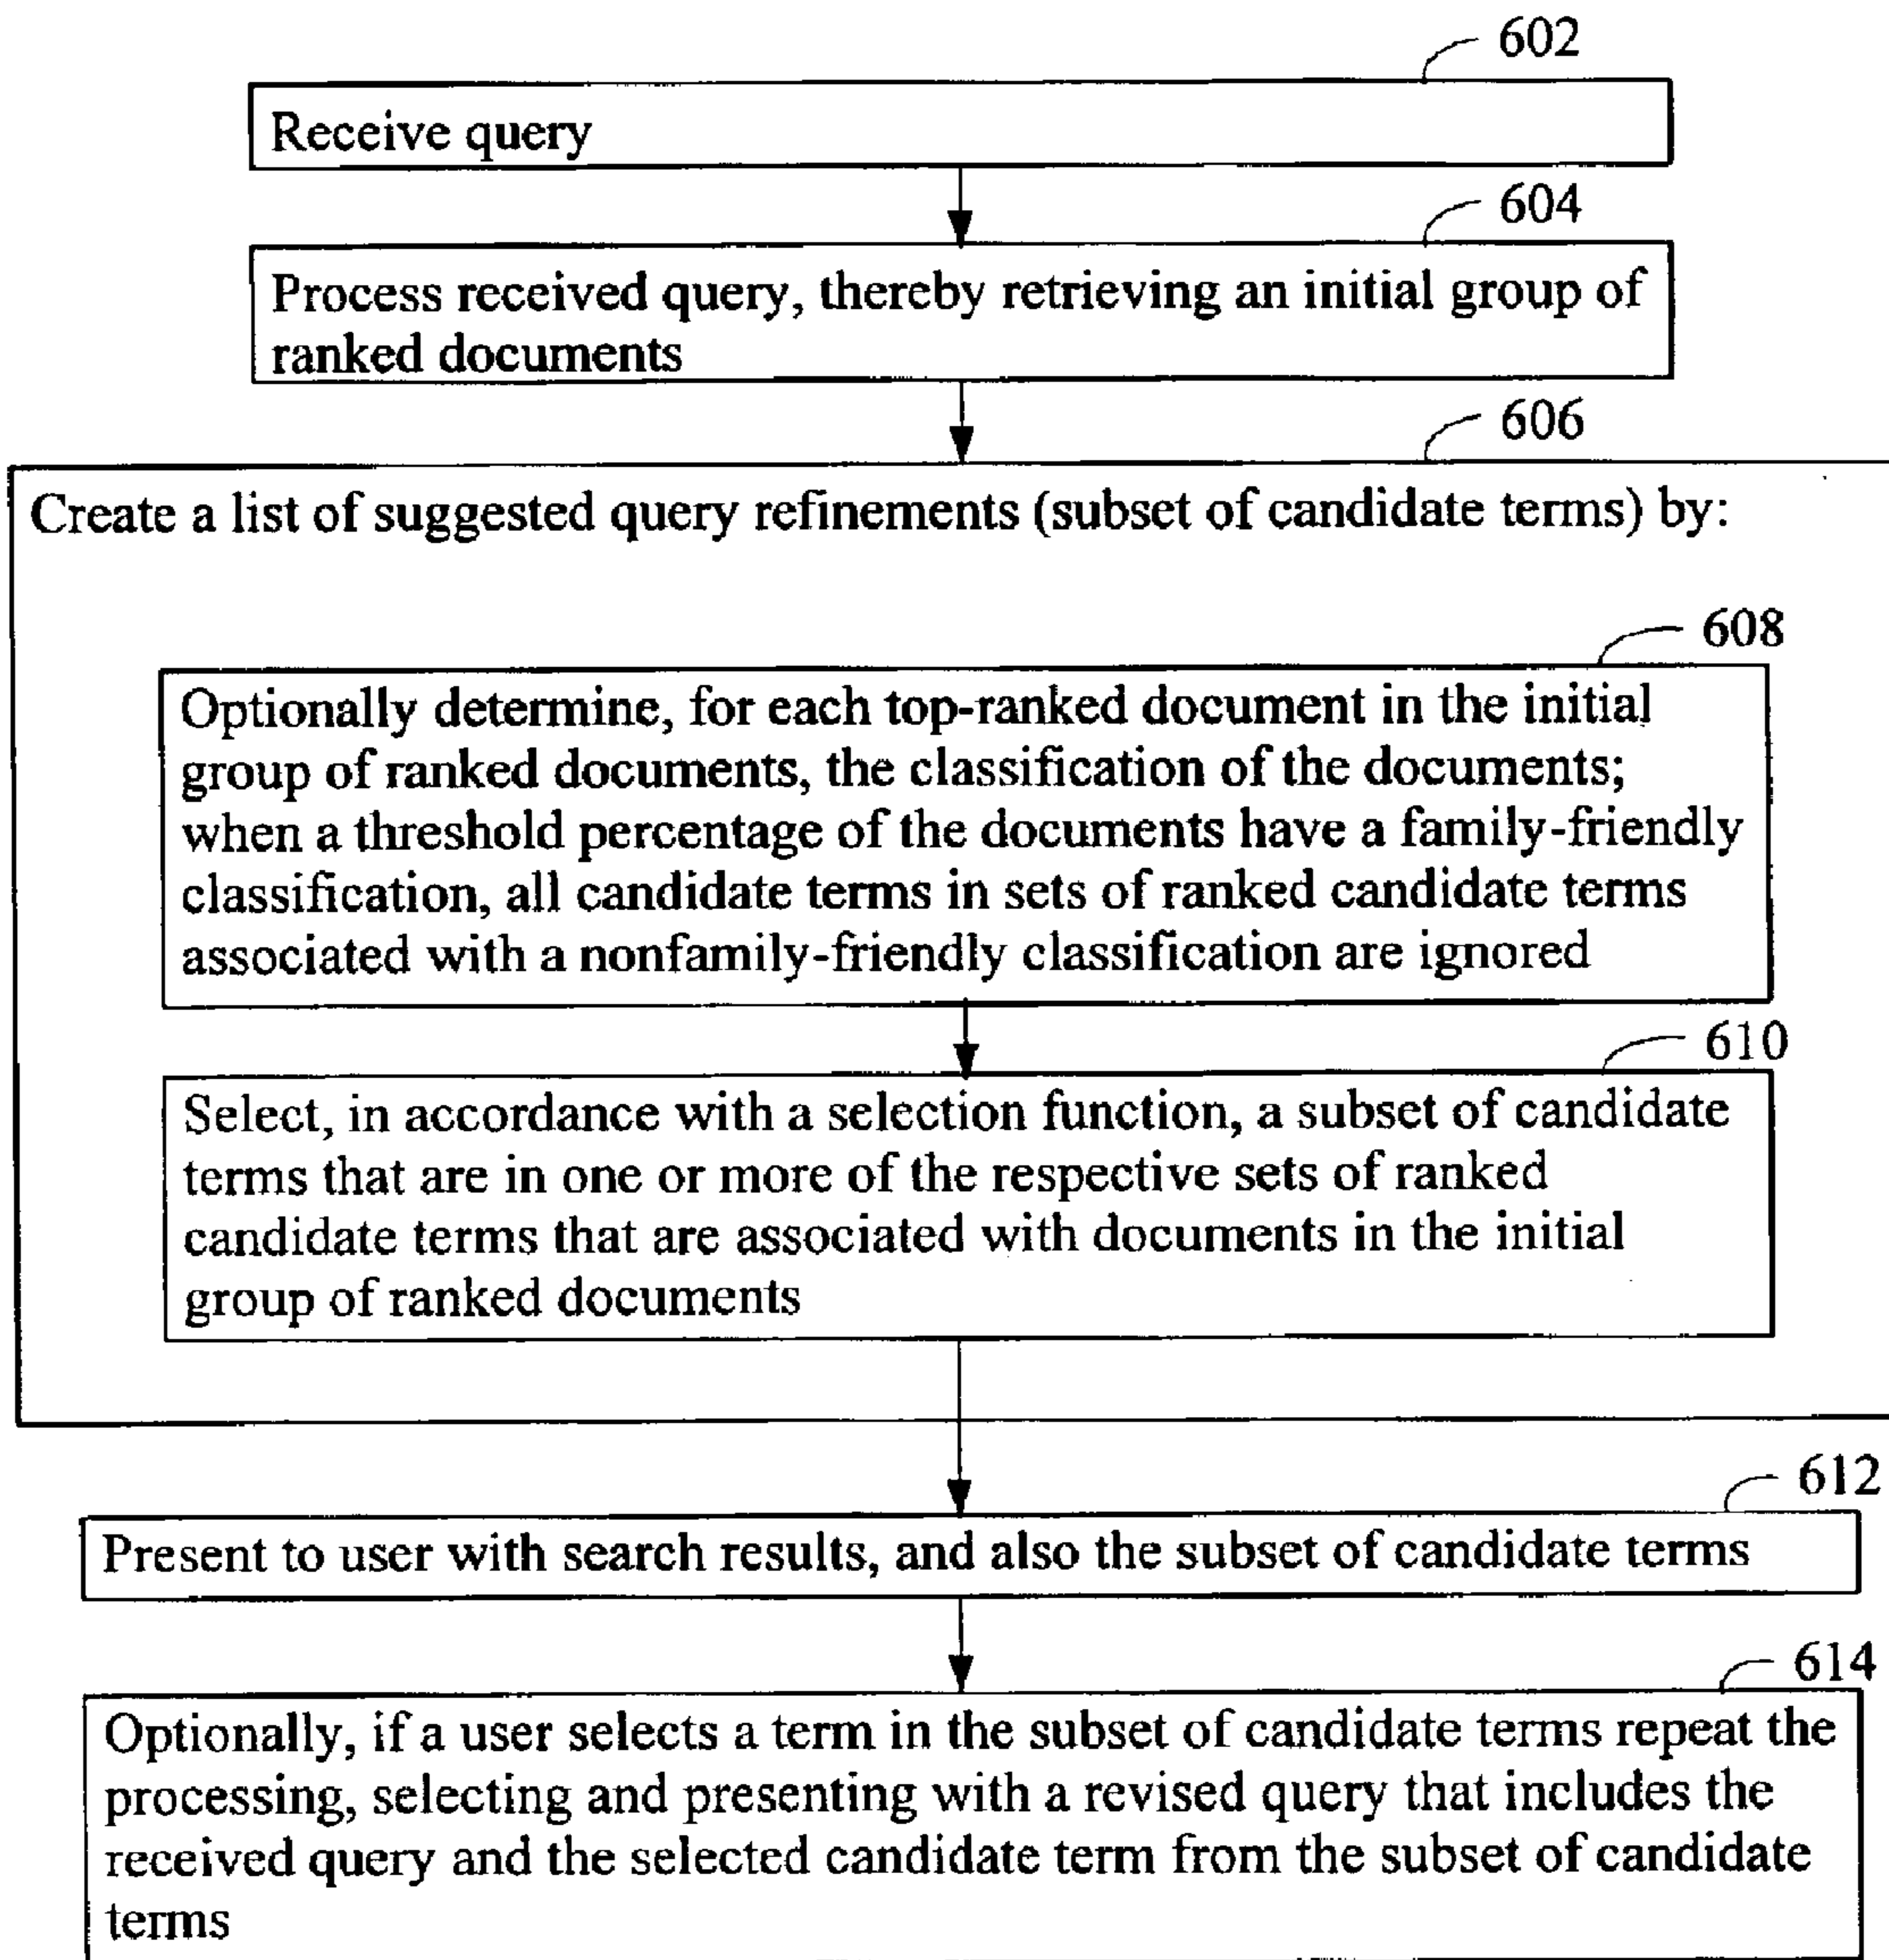 602
Receive query
604
Process received query, thereby retrieving an initial group of
ranked documents
606
Create a list of suggested query refinements (subset of candidate terms) by:
608
Optionally determine, for each top-ranked document in the initial
group of ranked documents, the classification of the documents;
when a threshold percentage of the documents have a family-friendly
classification, all candidate terms in sets of ranked candidate terms
associated with a nonfamily-friendly classification are ignored
610
Select, in accordance with a selection function, a subset of candidate
terms that are in one or more of the respective sets of ranked
candidate terms that are associated with documents in the initial
group of ranked documents
612
Present to user with search results, and also the subset of candidate terms
614
Optionally, if a user selects a term in the subset of candidate terms repeat the
processing, selecting and presenting with a revised query that includes the
received query and the selected candidate term from the subset of candidate
terms